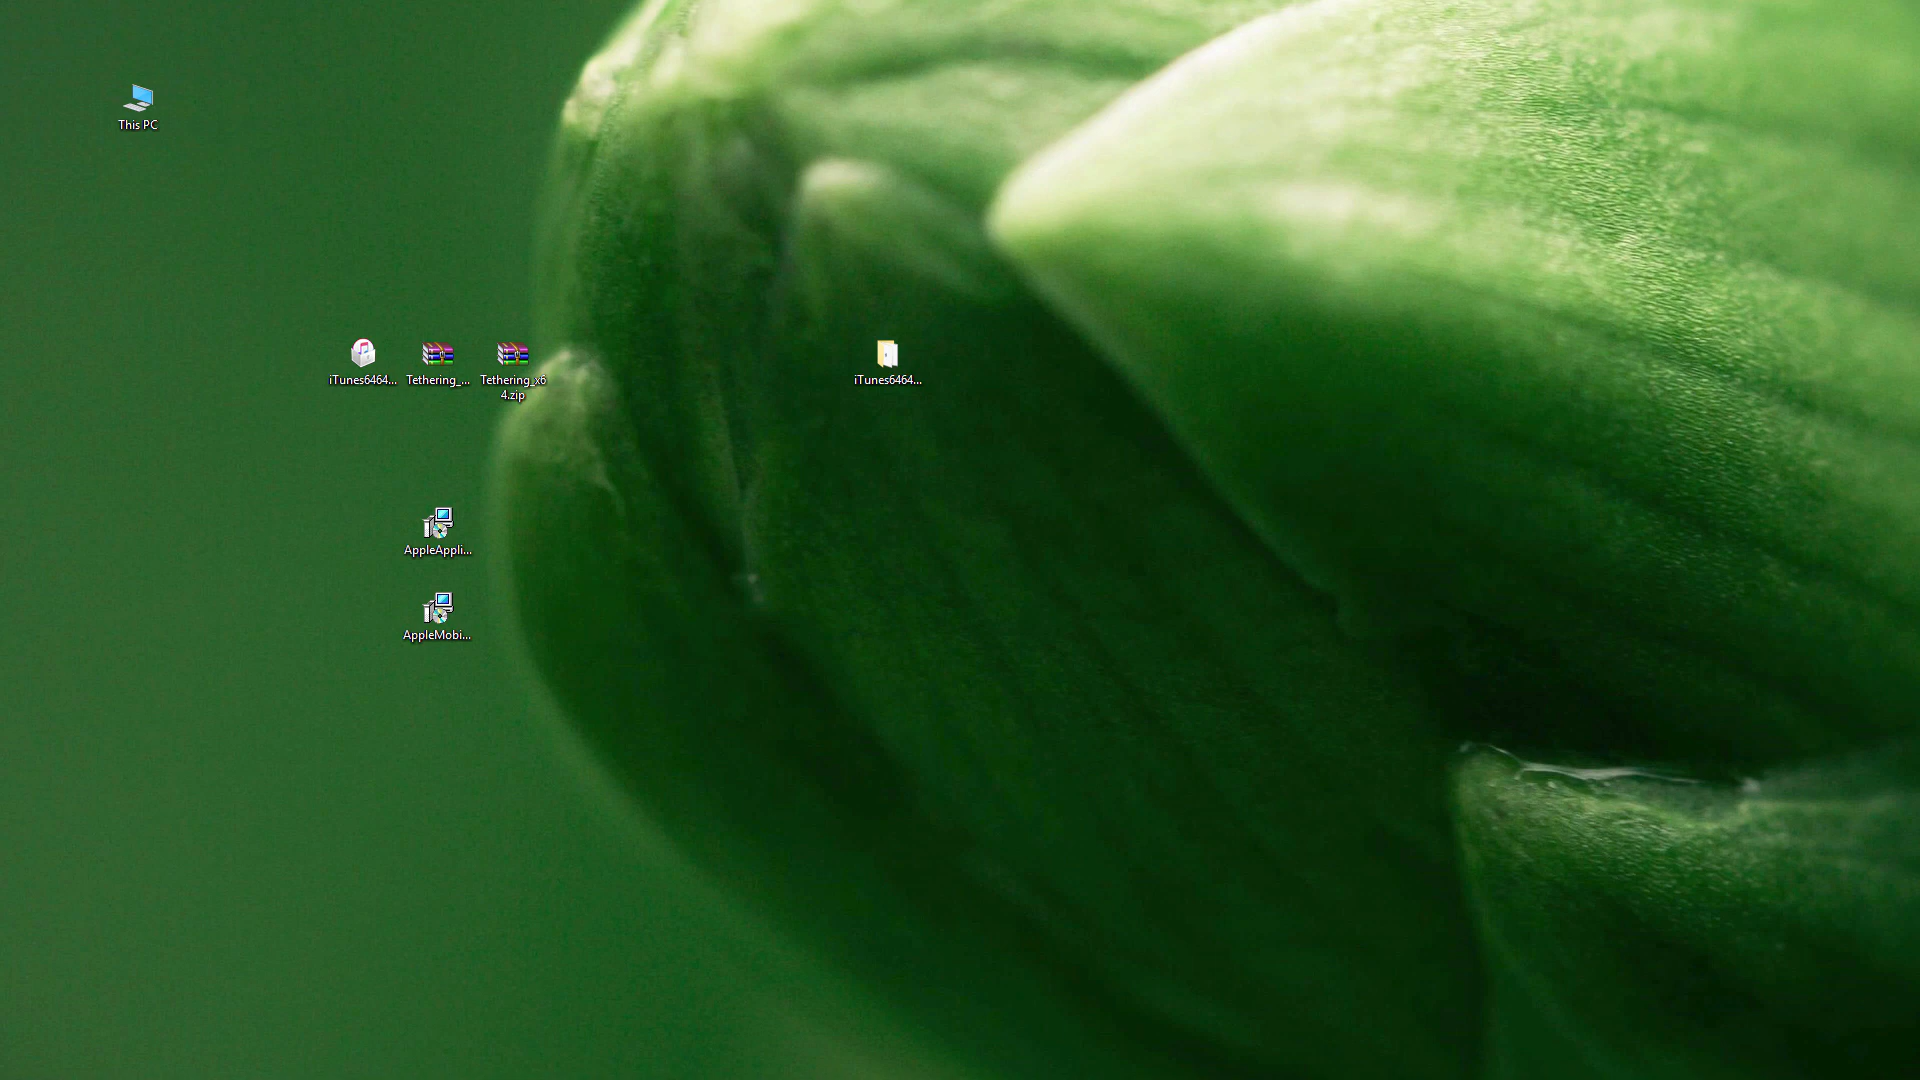 This PC
iTunes6464...
Tethering_...
Tethering_x6
4.zip
iTunes6464...
AppleAppli...
AppleMobi...